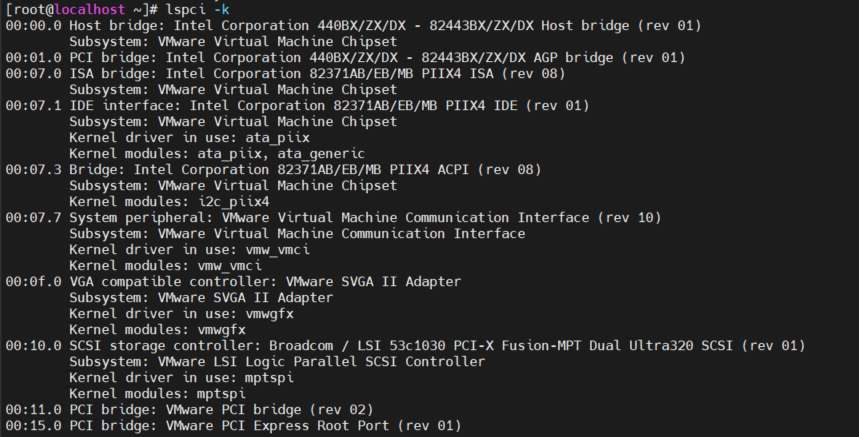 [root@localhost ~]# lspci -k
00:00.0 Host bridge: Intel Corporation 440BX/ZX/DX - 82443BX/ZX/DX Host bridge (rev 01)
Subsystem: VMware Virtual Machine Chipset
00:01.0 PCI bridge: Intel Corporation 440BX/ZX/DX - 82443BX/ZX/DX AGP bridge (rev 01)
00:07.0 ISA bridge: Intel Corporation 82371AB/EB/MB PIIX4 ISA (rev 08)
Subsystem: VMware Virtual Machine Chipset
00:07.1 IDE interface: Intel Corporation 82371AB/EB/MB PIIX4 IDE (rev 01)
Subsystem: VMware Virtual Machine Chipset
Kernel driver in use: ata_piix
Kernel modules: ata_piix, ata_generic
00:07.3 Bridge: Intel Corporation 82371AB/EB/MB PIIX4 ACPI (rev 08)
Subsystem: VMware Virtual Machine Chipset
Kernel modules: i2c_piix4
00:07.7 System peripheral: VMware Virtual Machine Communication Interface (rev 10)
Subsystem: VMware Virtual Machine Communication Interface
Kernel driver in use: vmw_vmci
Kernel modules: vmw_vmci
00:0f.0 VGA compatible controller: VMware SVGA II Adapter
Subsystem: VMware SVGA II Adapter
Kernel driver in use: vmwgfx
Kernel modules: vmwgfx
00:10.0 SCSI storage controller: Broadcom / LSI 53c1030 PCI-X Fusion-MPT Dual Ultra320 SCSI (rev 01)
Subsystem: VMware LSI Logic Parallel SCSI Controller
Kernel driver in use: mptspi
Kernel modules: mptspi
00:11.0 PCI bridge: VMware PCI bridge (rev 02)
00:15.0 PCI bridge: VMware PCI Express Root Port (rev 01)